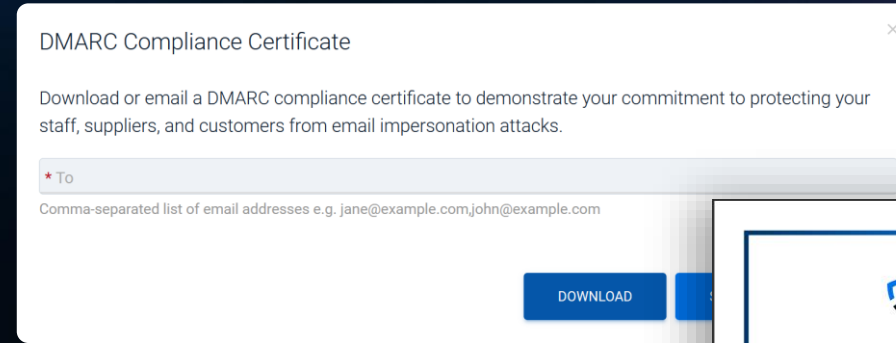 DMARC Compliance Certificate
Download or email a DMARC compliance certificate to demonstrate your commitment to protecting your
staff, suppliers, and customers from email impersonation attacks.
* To
Comma-separated list of email addresses e.g. jane@example.com,john@example.com
DOWNLOAD